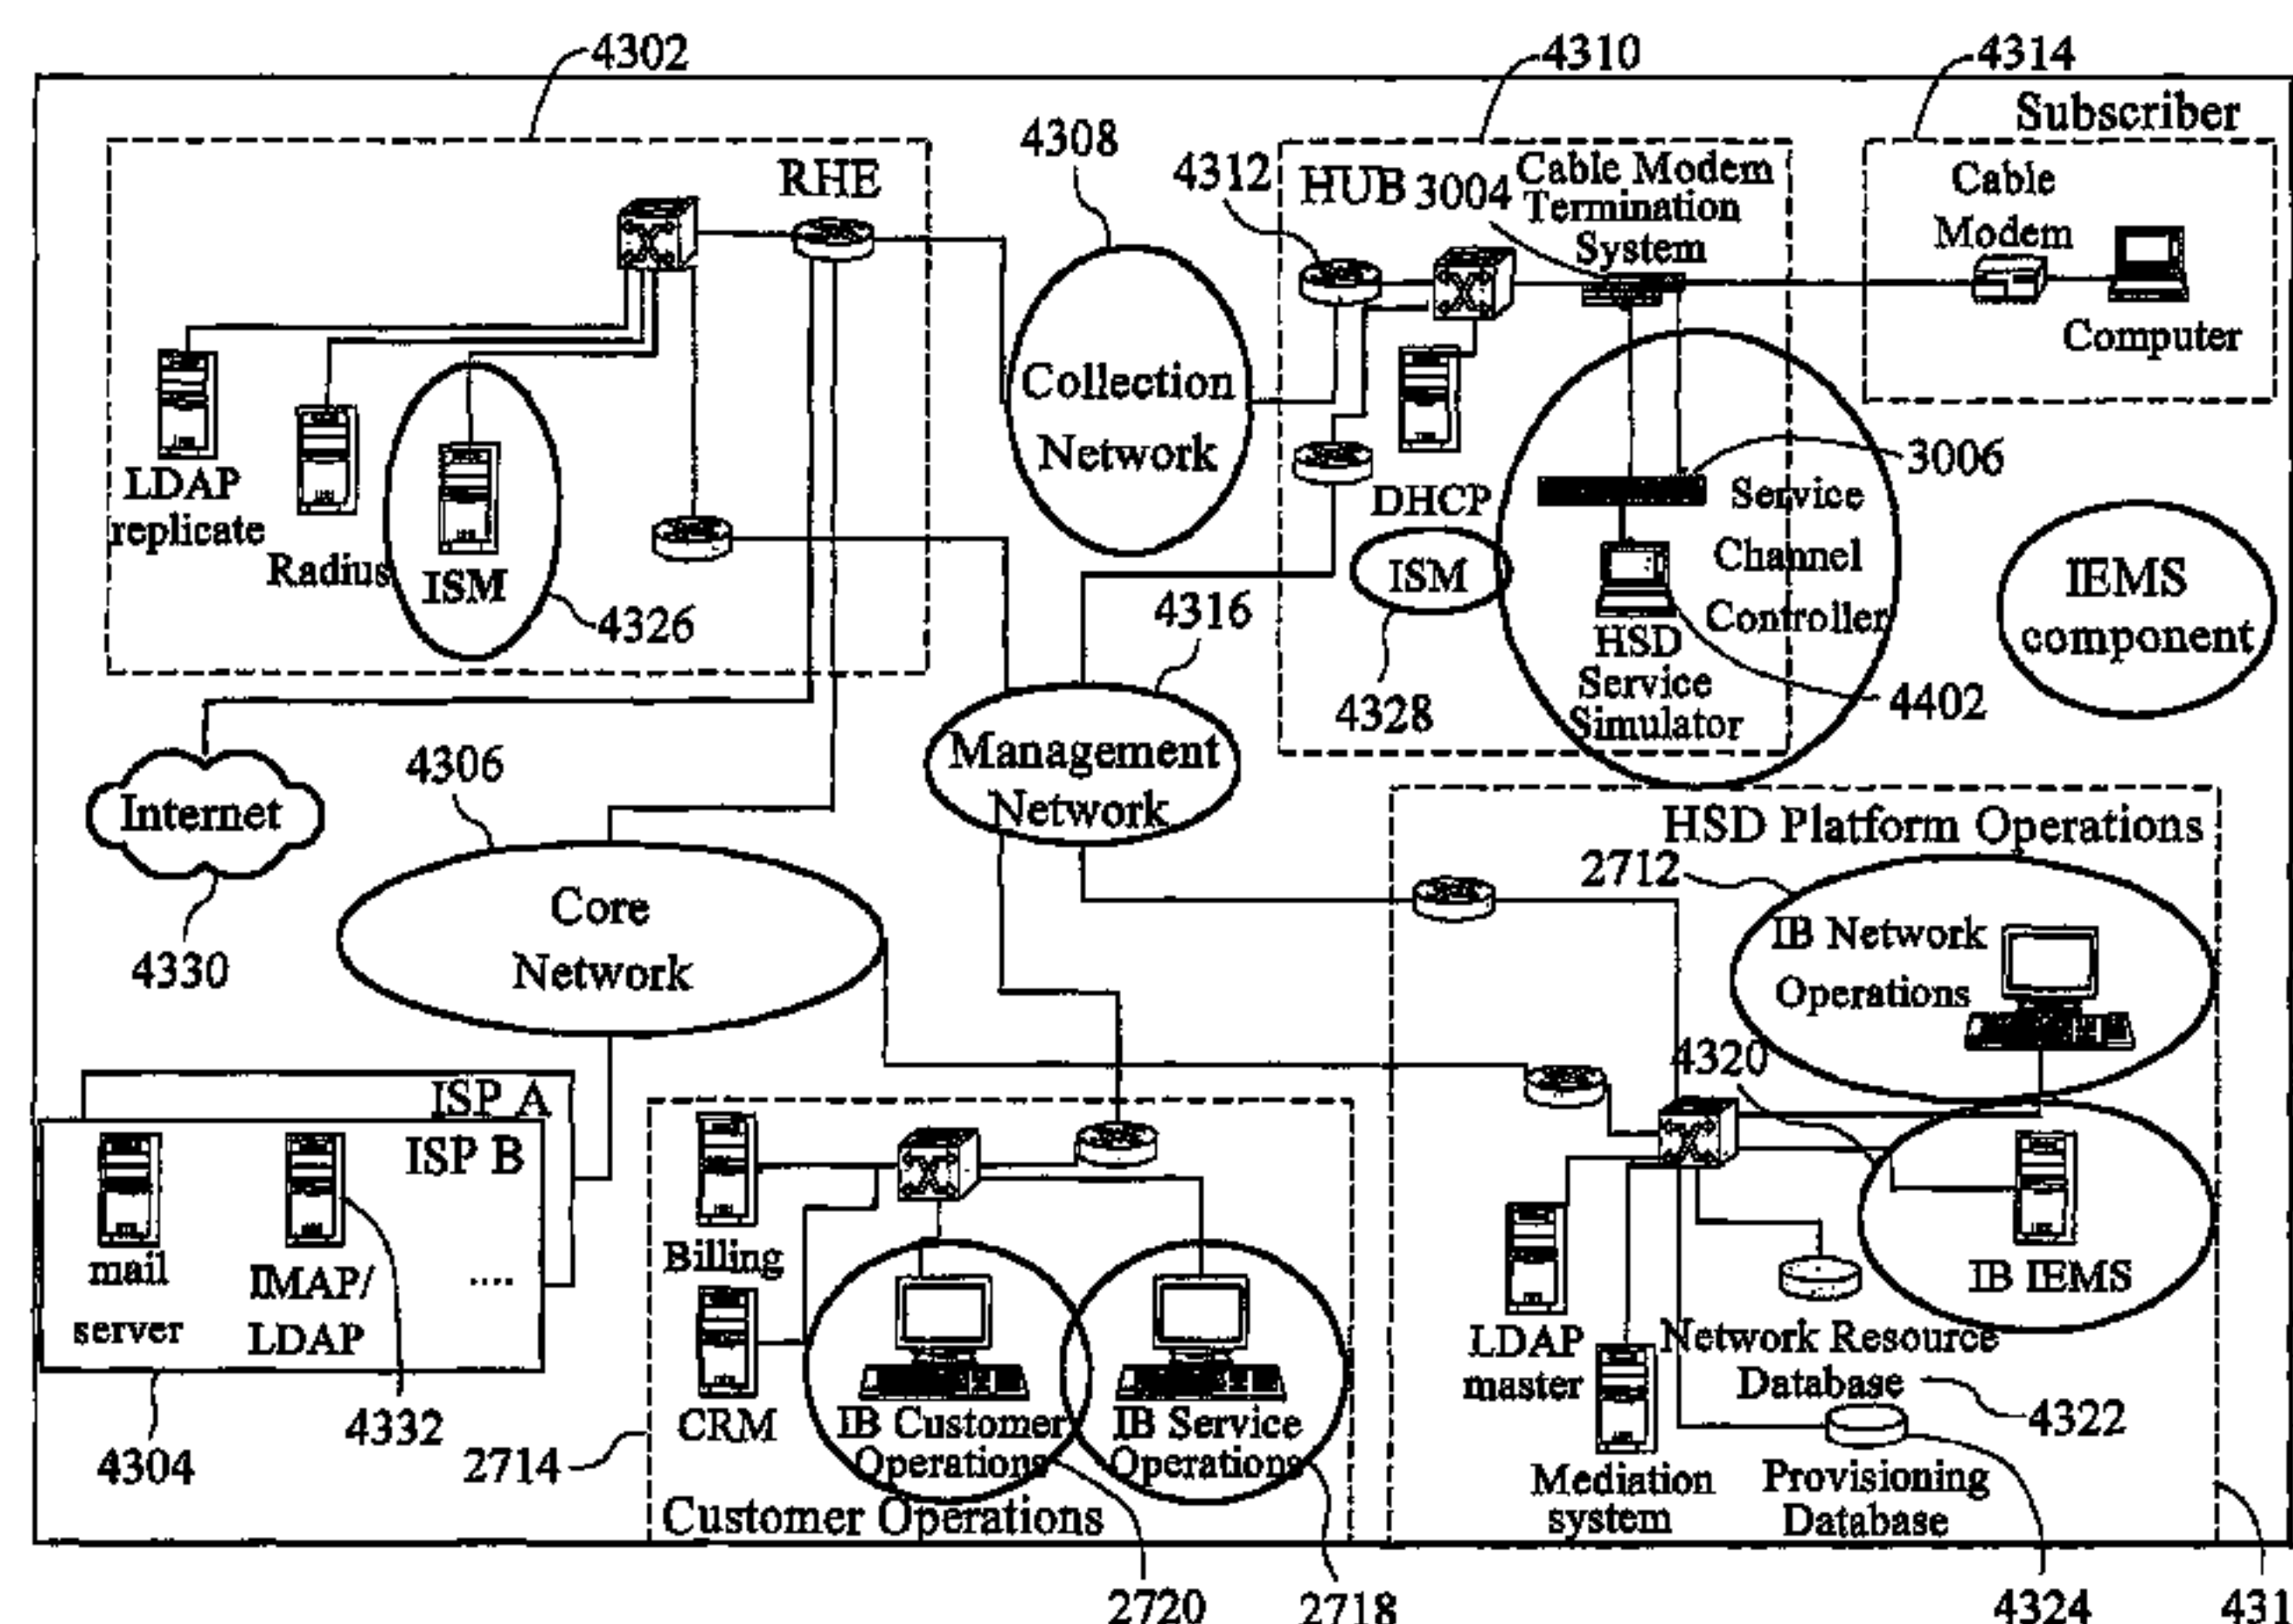 4302
4310
4314
Subscriber
RHE
4308
4312
HUB
3004
Cable Modem
Termination
System
Cable
Modem
Computer
Collection
Network
LDAP
replicate
Radius
ISM
4326
DHCP
ISM
4328
3006
Service
Channel
Controller
HSD
Service
Simulator
4402
IEMS
component
4316
Management
Network
Internet
4330
4306
Core
Network
HSD Platform Operations
2712
IB Network
Operations
4320
ISP A
ISP B
mail
server
IMAP/
LDAP
....
4304
4332
Billing
CRM
2714
IB Customer
Operations
IB Service
Operations
Customer Operations
2720
2718
IB IEMS
LDAP
master
Network Resource
Database
4322
Mediation
system
Provisioning
Database
4324
431